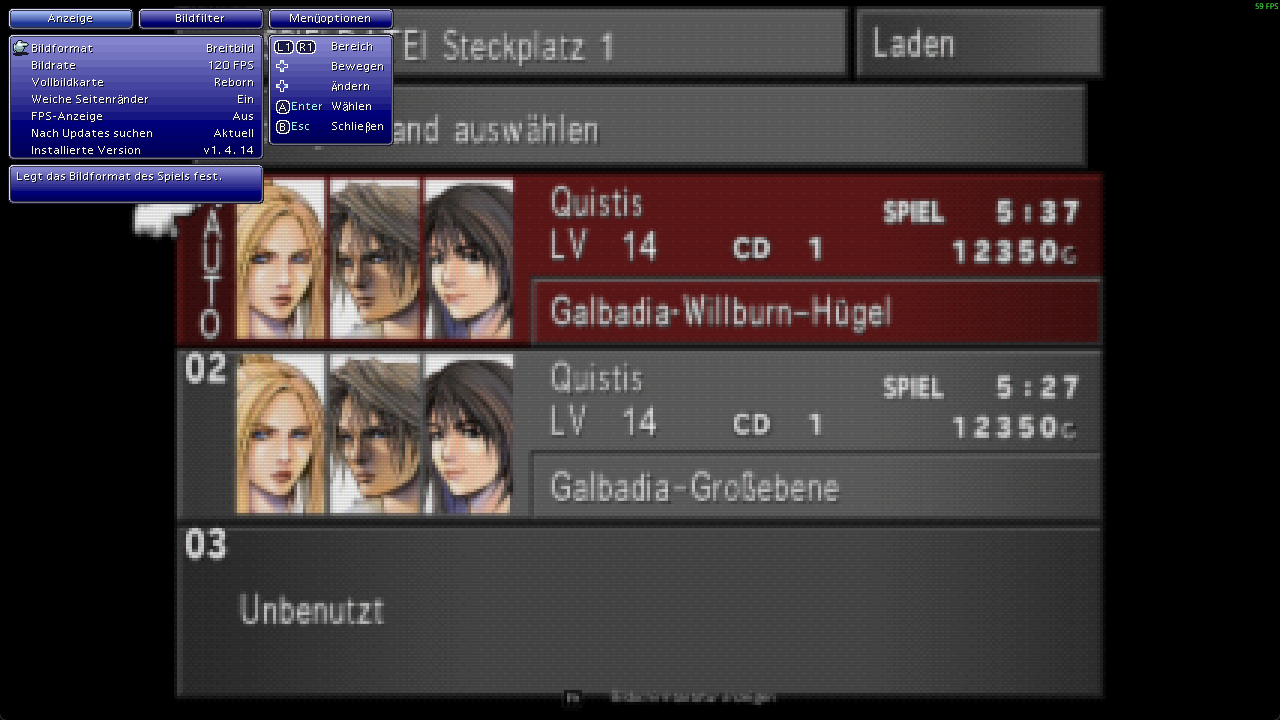 Anzeige
Bildfilter
Menüoptionen
59 FPS
Bildformat Breitbild
Bildrate 120 FPS
Vollbildkarte Reborn
Weiche Seitenränder Ein
FPS-Anzeige Aus
Nach Updates suchen Aktuell
Installierte Version v1.4.14
L1 R1 Bereich
Bewegen
Ändern
A Enter Wählen
B Esc Schließen
Legt das Bildformat des Spiels fest.
EI Steckplatz 1
Laden
and auswählen
AUTO
Quistis
SPIEL 5:37
LV 14 CD 1 12350G
Galbadia·Willburn-Hügel
02
Quistis
SPIEL 5:27
LV 14 CD 1 12350G
Galbadia-Großebene
03
Unbenutzt